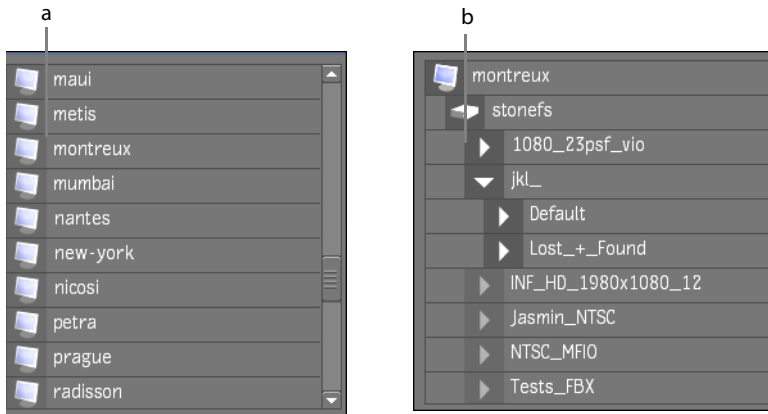 a
maui
metis
montreux
mumbai
nantes
new-york
nicosi
petra
prague
radisson
b
montreux
stonefs
1080_23psf_vio
jkl_
Default
Lost_+_Found
INF_HD_1980x1080_12
Jasmin_NTSC
NTSC_MFIO
Tests_FBX